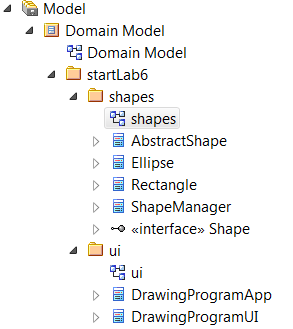 Model
Domain Model
Domain Model
startLab6
shapes
shapes
AbstractShape
Ellipse
Rectangle
ShapeManager
«interface» Shape
ui
ui
DrawingProgramApp
DrawingProgramUI